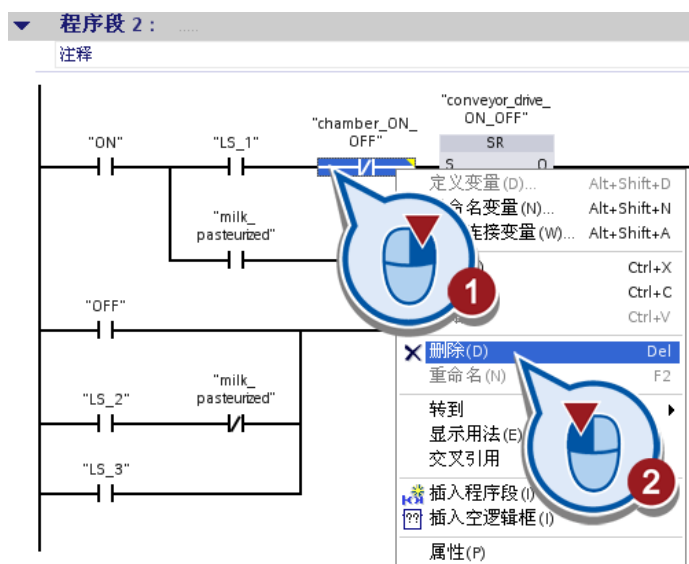 程序段 2： .....
注释
"conveyor_drive_
ON_OFF"
"chamber_ON_
OFF"
"ON"
"LS_1"
SR
S Q
定义变量(D)... Alt+Shift+D
命名变量(N)... Alt+Shift+N
连接变量(W)... Alt+Shift+A
"milk_
pasteurized"
Ctrl+X
1
Ctrl+C
Ctrl+V
"OFF"
删除(D) Del
重命名(N) F2
"milk_
pasteurized"
"LS_2"
转到
显示用法(E)
交叉引用
2
"LS_3"
插入程序段(I)
插入空逻辑框(I)
属性(P)